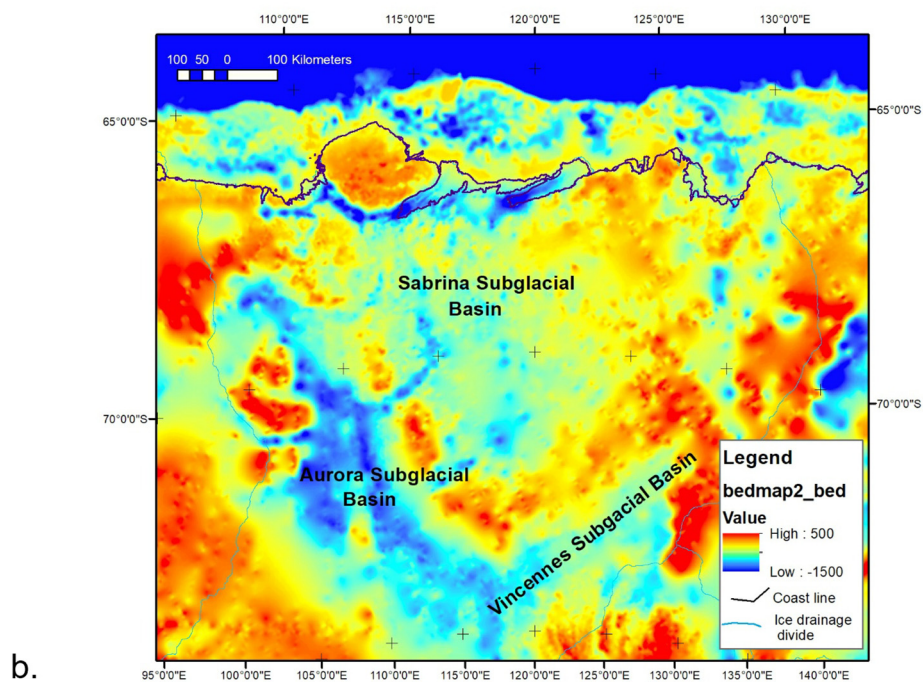 110°0'0"E 115°0'0"E 120°0'0"E 125°0'0"E 130°0'0"E
100 50 0 100 Kilometers
65°0'0"S 65°0'0"S
Sabrina Subglacial
Basin
70°0'0"S 70°0'0"S
Aurora Subglacial
Basin
Vincennes Subgacial Basin
Legend
bedmap2_bed
Value
High : 500
Low : -1500
Coast line
Ice drainage
divide
b.
95°0'0"E 100°0'0"E 105°0'0"E 110°0'0"E 115°0'0"E 120°0'0"E 125°0'0"E 130°0'0"E 135°0'0"E 140°0'0"E